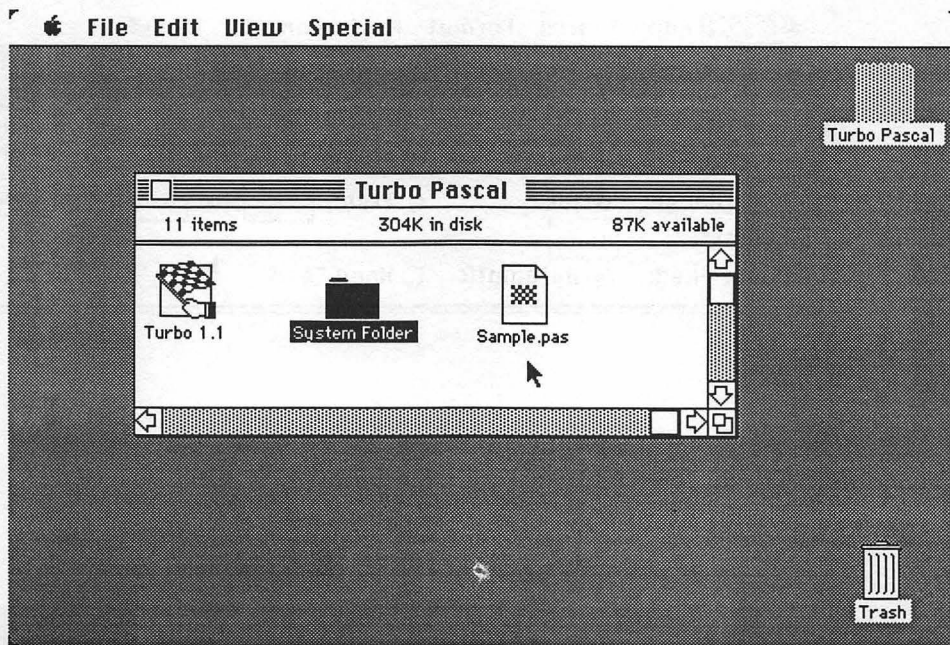 File Edit View Special
Turbo Pascal
Turbo Pascal
11 items 304K in disk 87K available
Turbo 1.1 System Folder Sample.pas
Trash